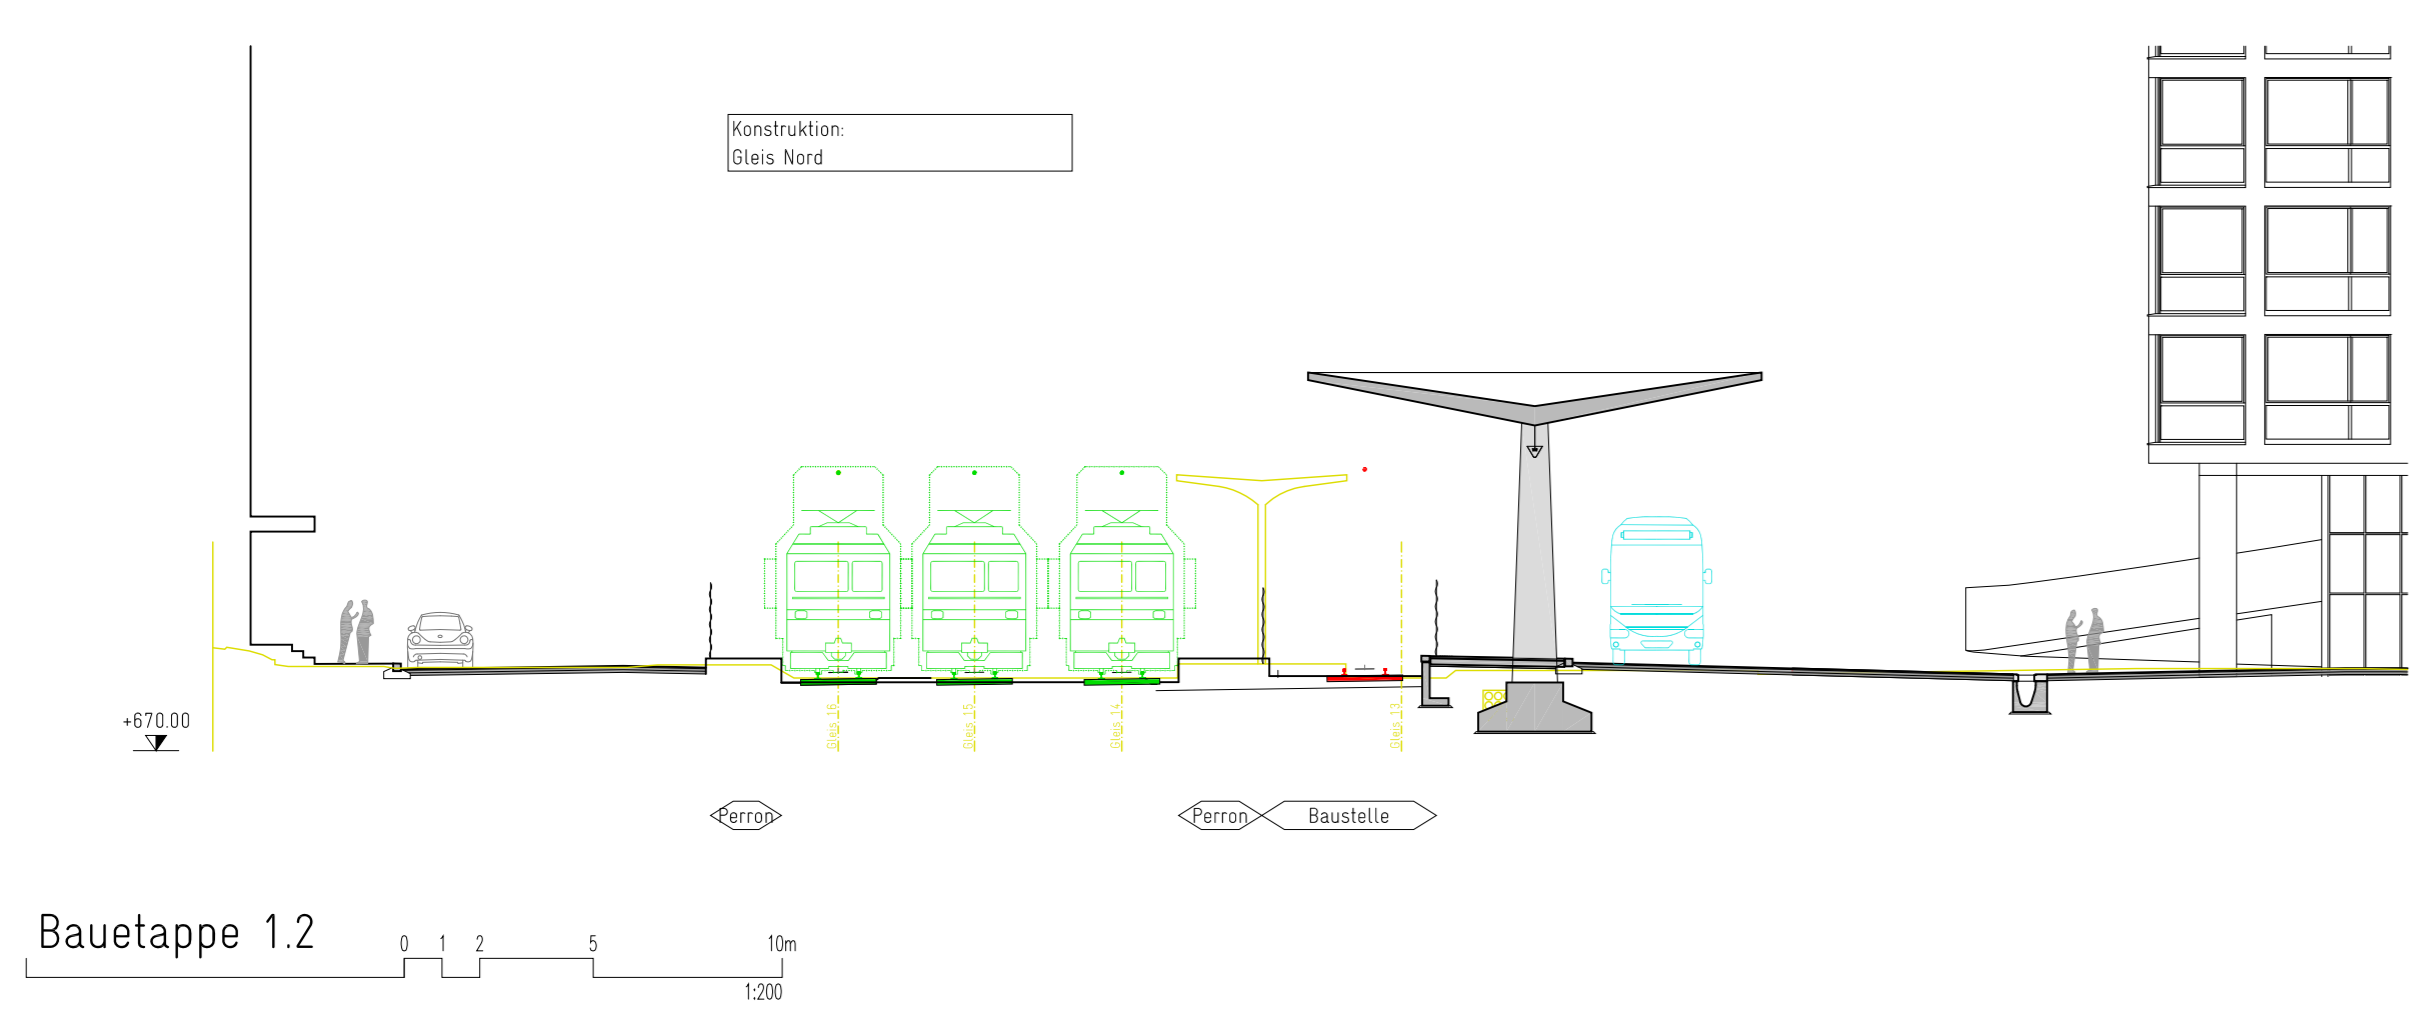 Konstruktion:
Gleis Nord
+670.00
Gleis 16
Gleis 15
Gleis 14
Gleis 13
Perron
Perron
Baustelle
Bauetappe 1.2
0 1 2 5 10m
1:200